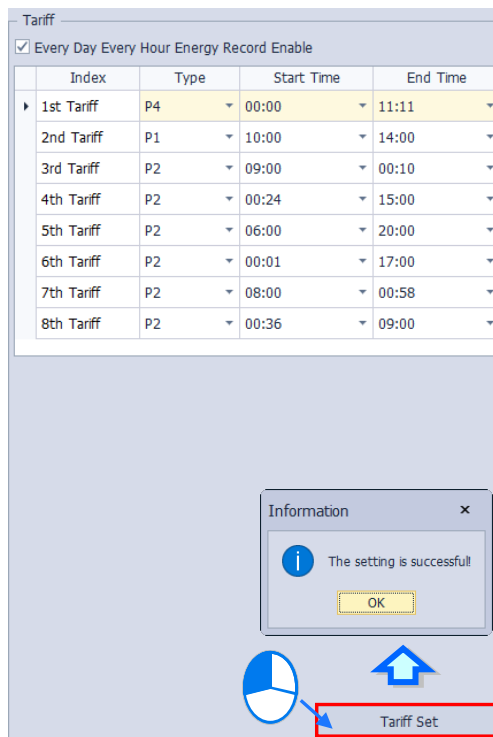 Tariff
Every Day Every Hour Energy Record Enable
Index Type Start Time End Time
1st Tariff P4 00:00 11:11
2nd Tariff P1 10:00 14:00
3rd Tariff P2 09:00 00:10
4th Tariff P2 00:24 15:00
5th Tariff P2 06:00 20:00
6th Tariff P2 00:01 17:00
7th Tariff P2 08:00 00:58
8th Tariff P2 00:36 09:00
Information
The setting is successful!
OK
Tariff Set